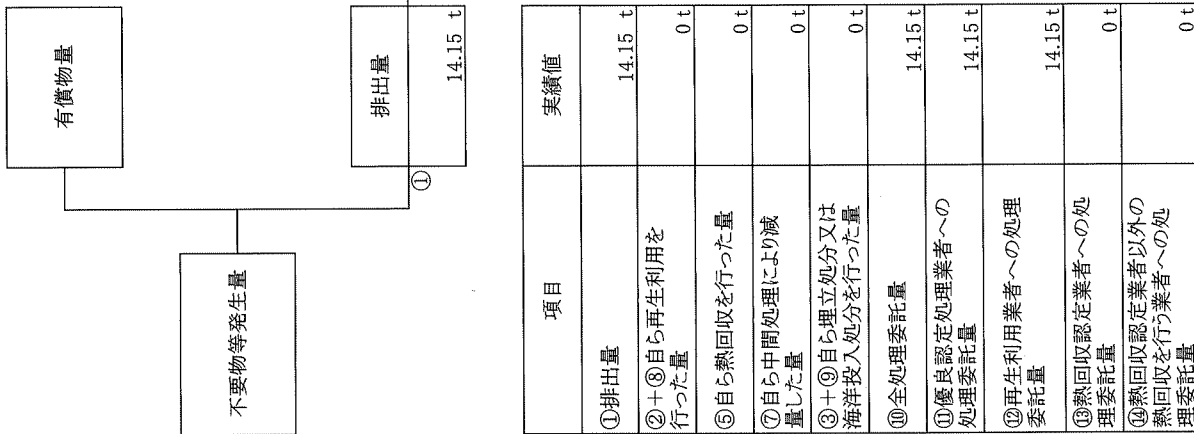 有償物量
不要物等発生量
排出量
①
14.15 t
項目
実績値
①排出量
14.15 t
②+⑧自ら再生利用を
行った量
0 t
⑤自ら熱回収を行った量
0 t
⑦自ら中間処理により減
量した量
0 t
③+⑨自ら埋立処分又は
海洋投入処分を行った量
0 t
⑩全処理委託量
14.15 t
⑪優良認定処理業者への
処理委託量
14.15 t
⑫再生利用業者への処理
委託量
14.15 t
⑬熱回収認定業者への処
理委託量
0 t
⑭熱回収認定業者以外の
熱回収を行う業者への処
理委託量
0 t